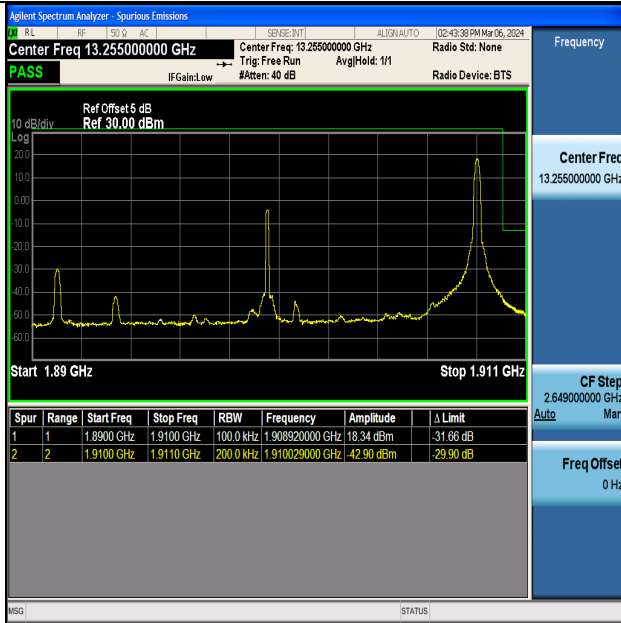 Agilent Spectrum Analyzer - Spurious Emissions
RL RF 50 Ω AC SENSE:INT ALIGN AUTO 02:43:38 PM Mar 06, 2024
Center Freq 13.255000000 GHz
Center Freq: 13.255000000 GHz Radio Std: None
Trig: Free Run Avg|Hold: 1/1
PASS IFGain:Low #Atten: 40 dB Radio Device: BTS
Ref Offset 5 dB
10 dB/div Ref 30.00 dBm
Log
20.0
10.0
0.00
-10.0
-20.0
-30.0
-40.0
-50.0
-60.0
Start 1.89 GHz Stop 1.911 GHz
Spur Range Start Freq Stop Freq RBW Frequency Amplitude Δ Limit
1 1 1.8900 GHz 1.9100 GHz 100.0 kHz 1.908920000 GHz 18.34 dBm -31.66 dB
2 2 1.9100 GHz 1.9110 GHz 200.0 kHz 1.910029000 GHz -42.90 dBm -29.90 dB
MSG STATUS
Frequency
Center Freq
13.255000000 GHz
CF Step
2.649000000 GHz
Auto Man
Freq Offset
0 Hz